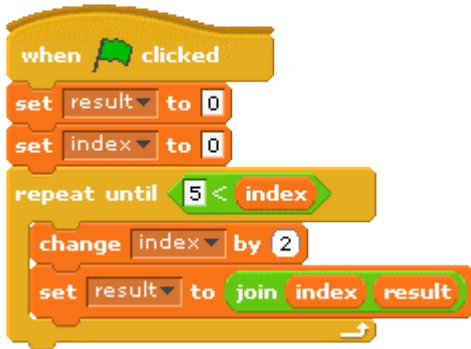 when clicked
set result to 0
set index to 0
repeat until 5 < index
change index by 2
set result to join index result